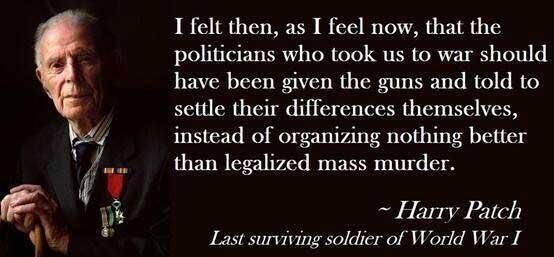 I felt then, as I feel now, that the
politicians who took us to war should
have been given the guns and told to
settle their differences themselves,
instead of organizing nothing better
than legalized mass murder.
~ Harry Patch
Last surviving soldier of World War I